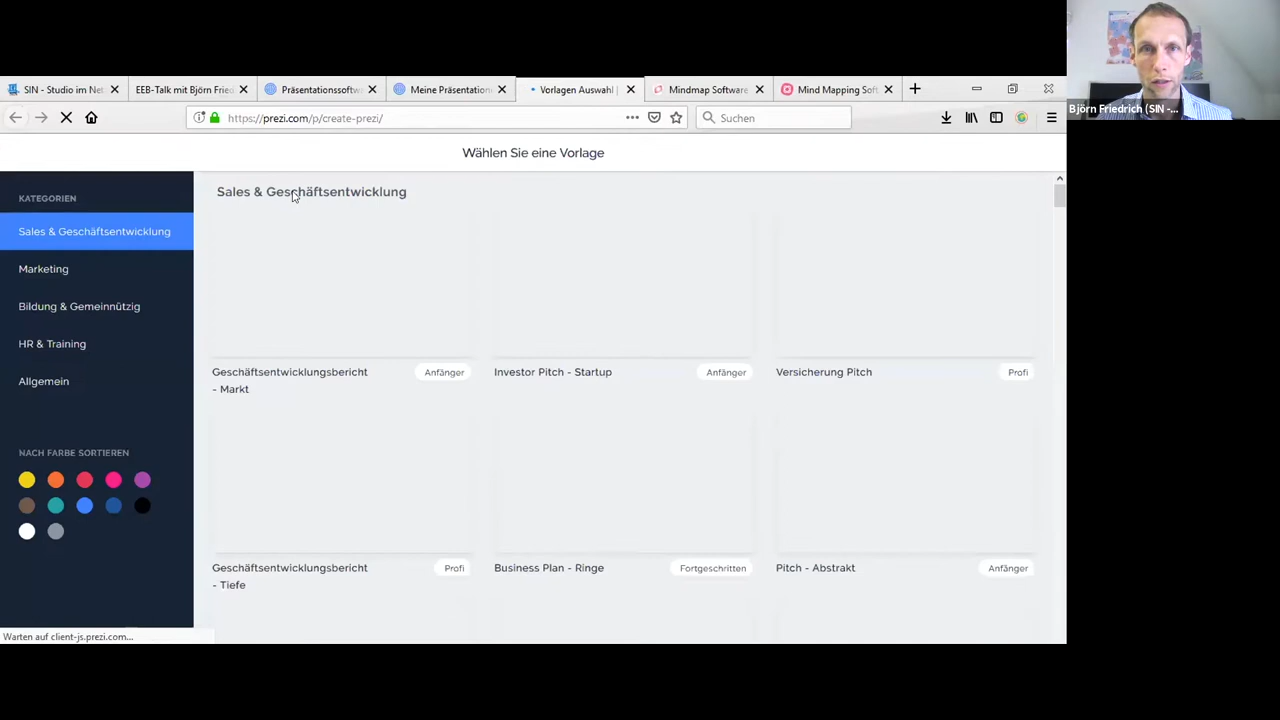 SIN - Studio im Net
EEB-Talk mit Björn Fried
Präsentationssoftw
Meine Präsentation
Vorlagen Auswahl |
Mindmap Software
Mind Mapping Sof
https://prezi.com/p/create-prezi/
Suchen
Wählen Sie eine Vorlage
Björn Friedrich (SIN -...
KATEGORIEN
Sales & Geschäftsentwicklung
Marketing
Bildung & Gemeinnützig
HR & Training
Allgemein
NACH FARBE SORTIEREN
Sales & Geschäftsentwicklung
Geschäftsentwicklungsbericht
- Markt
Anfänger
Investor Pitch - Startup
Anfänger
Versicherung Pitch
Profi
Geschäftsentwicklungsbericht
- Tiefe
Profi
Business Plan - Ringe
Fortgeschritten
Pitch - Abstrakt
Anfänger
Warten auf client-js.prezi.com...